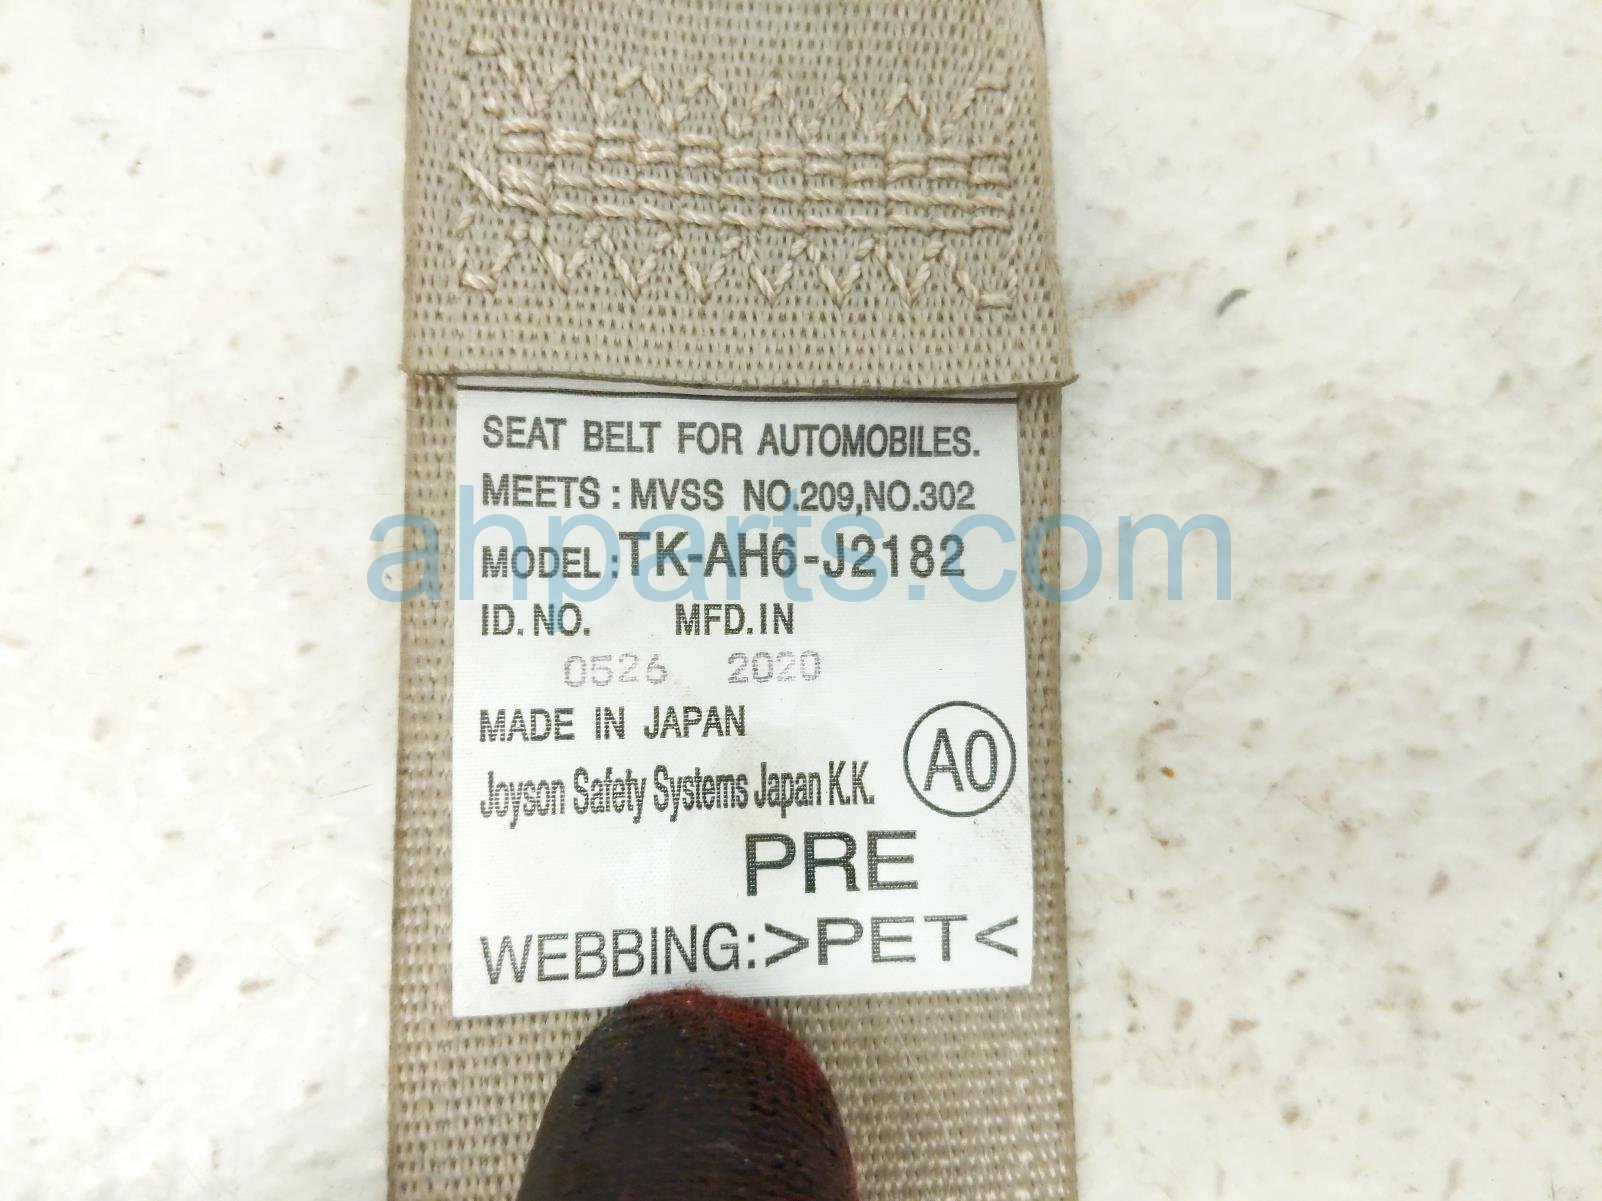 SEAT BELT FOR AUTOMOBILES.
MEETS : MVSS NO.209,NO.302
MODEL :TK-AH6-J2182
ID. NO. MFD.IN
0526 2020
MADE IN JAPAN
Joyson Safety Systems Japan K.K.
A0
PRE
WEBBING:>PET<
ahparts.com